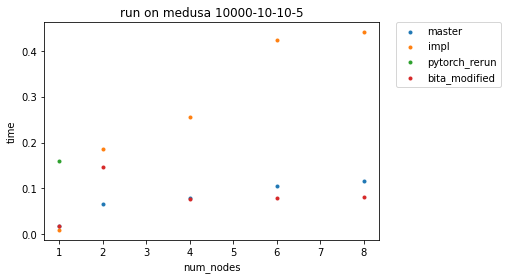 run on medusa 10000-10-10-5
master
impl
pytorch_rerun
bita_modified
time
0.4
0.3
0.2
0.1
0.0
1 2 3 4 5 6 7 8
num_nodes